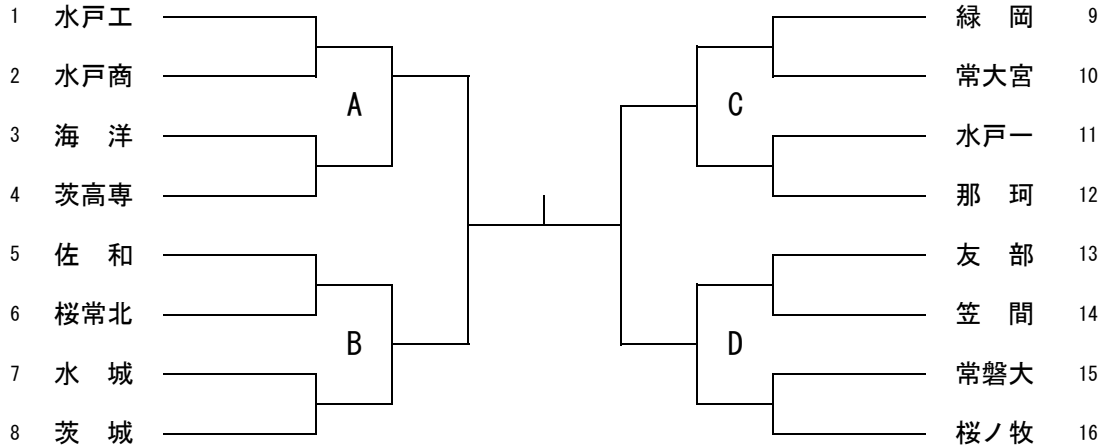 1 水戸工
2 水戸商
A
3 海 洋
4 茨高専
5 佐 和
6 桜常北
B
7 水 城
8 茨 城
緑 岡 9
常大宮 10
C
水戸一 11
那 珂 12
友 部 13
笠 間 14
D
常磐大 15
桜ノ牧 16